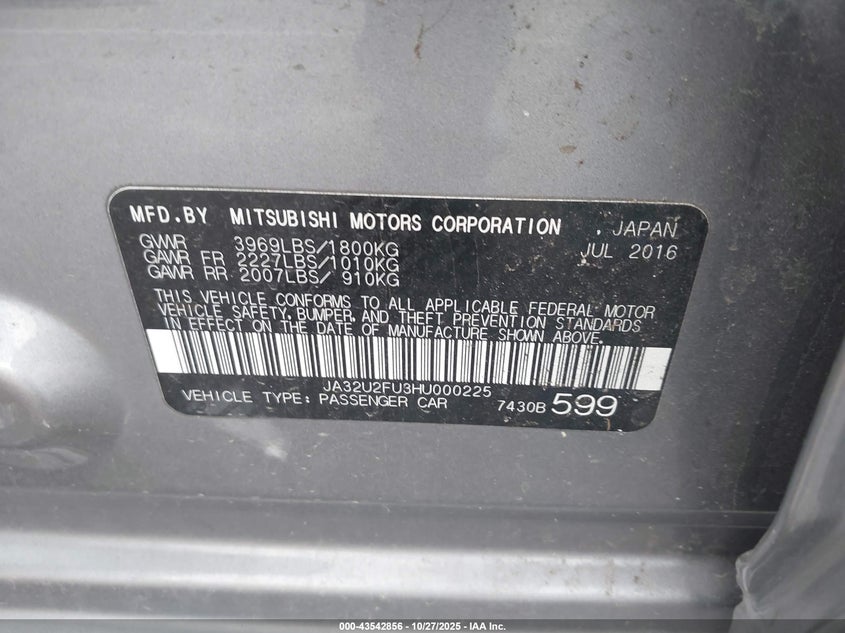 MFD.BY MITSUBISHI MOTORS CORPORATION , JAPAN
GVWR 3969LBS/1800KG JUL 2016
GAWR FR 2227LBS/1010KG
GAWR RR 2007LBS/ 910KG
THIS VEHICLE CONFORMS TO ALL APPLICABLE FEDERAL MOTOR
VEHICLE SAFETY, BUMPER, AND THEFT PREVENTION STANDARDS
IN EFFECT ON THE DATE OF MANUFACTURE SHOWN ABOVE.
JA32U2FU3HU000225
VEHICLE TYPE: PASSENGER CAR 7430B 599
000-43542856 | 10/27/2025 - IAA Inc.